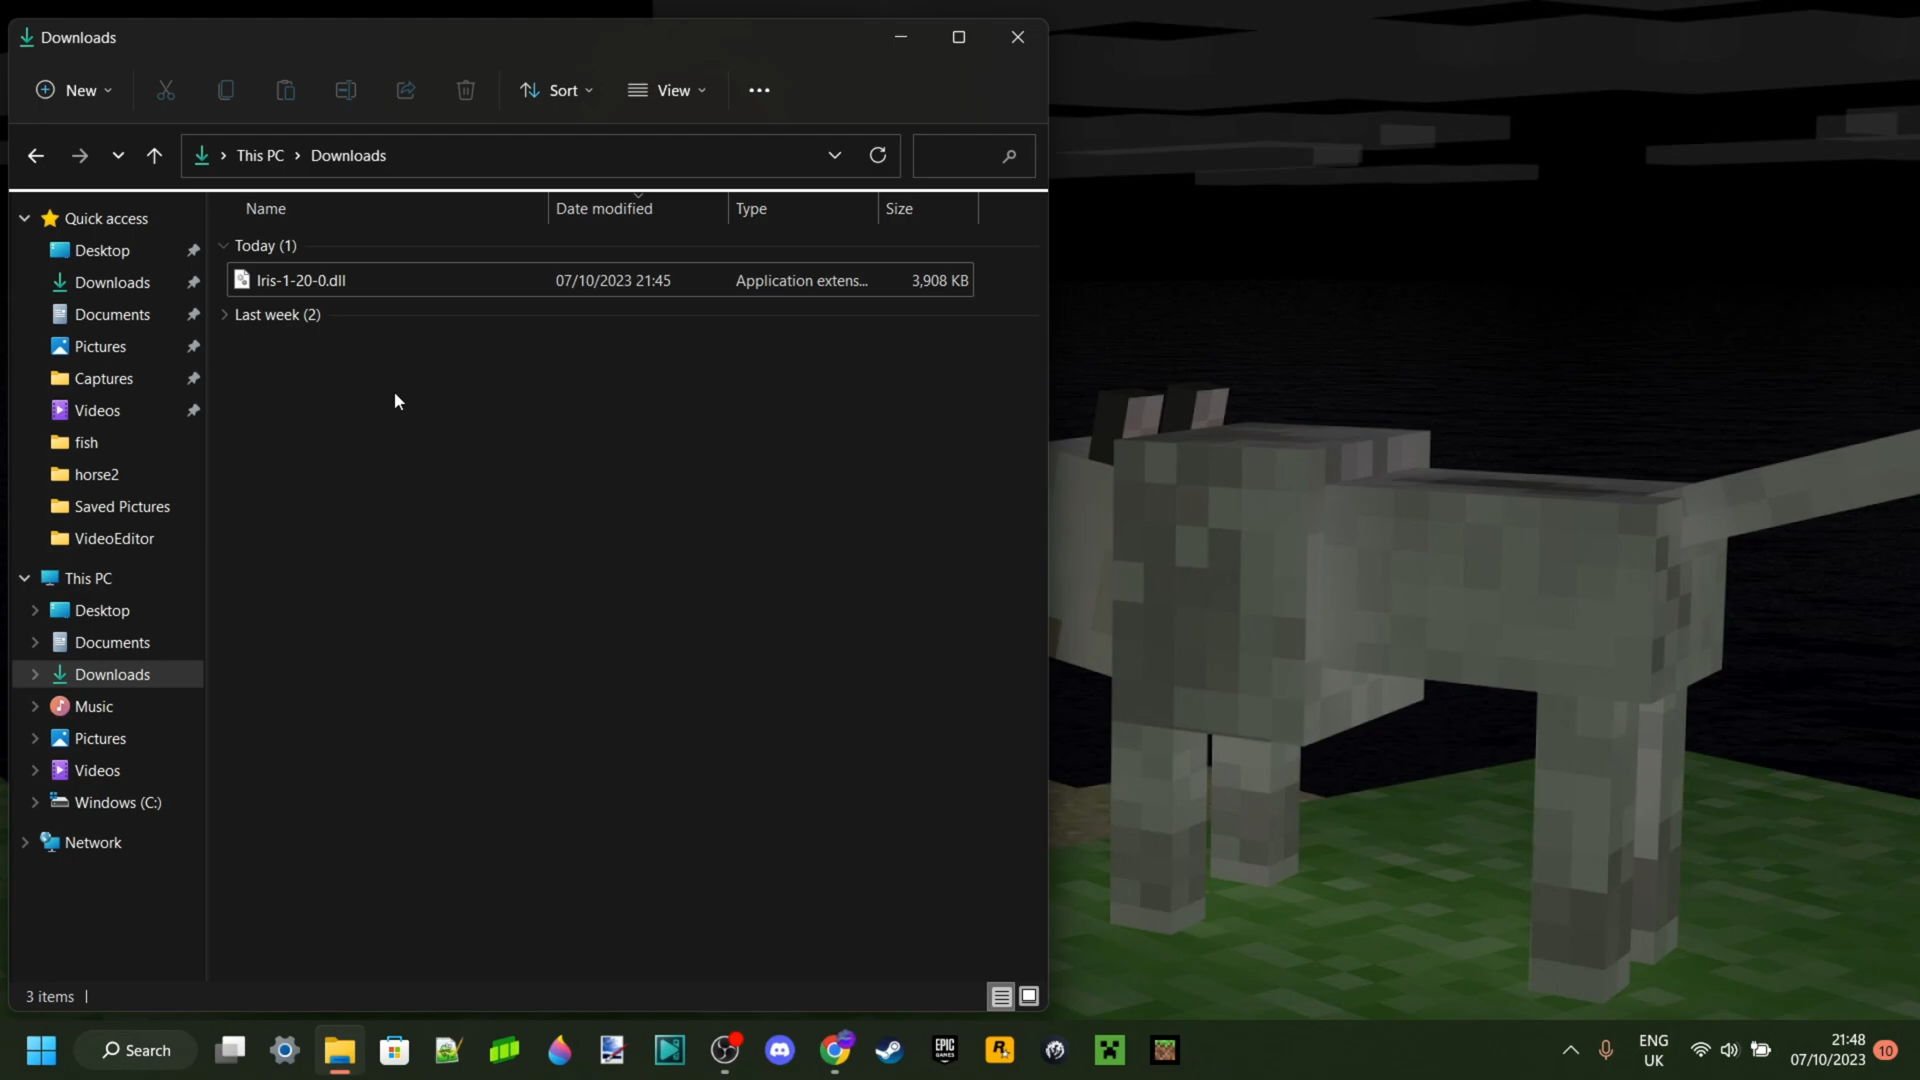 Downloads
New
Sort
View
This PC
Downloads
Name
Date modified
Type
Size
Quick access
Desktop
Downloads
Documents
Pictures
Captures
Videos
fish
horse2
Saved Pictures
VideoEditor
This PC
Desktop
Documents
Downloads
Music
Pictures
Videos
Windows (C:)
Network
Today (1)
Iris-1-20-0.dll 07/10/2023 21:45 Application extens... 3,908 KB
Last week (2)
3 items
Search
EPIC
GAMES
R
ENG
UK
21:48
07/10/2023
10